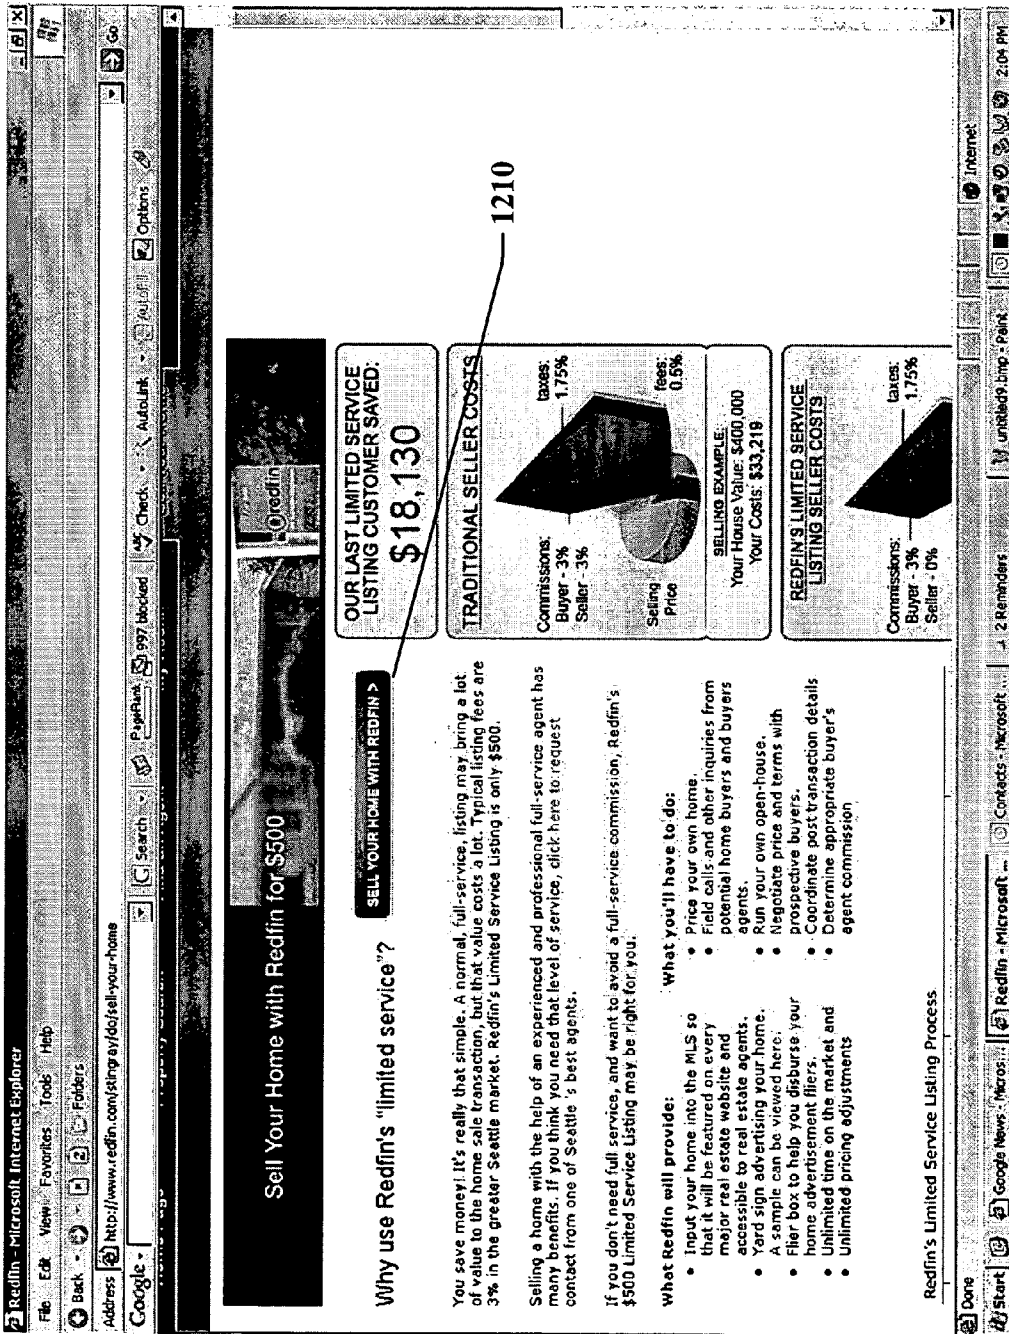 Redfin - Microsoft Internet Explorer
File Edit View Favorites Tools Help
Back Folders
Address http://www.redfin.com/stingray/do/sell-your-home Go
Google Search PageRank 997 blocked Check AutoLink AutoFill Options
Sell Your Home with Redfin for $500
redfin
Why use Redfin's "limited service"?
SELL YOUR HOME WITH REDFIN >
1210
You save money! It's really that simple. A normal, full-service, listing may bring a lot
of value to the home sale transaction, but that value costs a lot. Typical listing fees are
3% in the greater Seattle market. Redfin's Limited Service Listing is only $500.
Selling a home with the help of an experienced and professional full-service agent has
many benefits. If you think you need that level of service, click here to request
contact from one of Seattle 's best agents.
If you don't need full service, and want to avoid a full-service commission, Redfin's
$500 Limited Service Listing may be right for you.
What Redfin will provide:
• Input your home into the MLS so
that it will be featured on every
major real estate website and
accessible to real estate agents.
• Yard sign advertising your home.
A sample can be viewed here.
• Flier box to help you disburse your
home advertisement fliers.
• Unlimited time on the market and
• Unlimited pricing adjustments
What you'll have to do:
• Price your own home.
• Field calls and other inquiries from
potential home buyers and buyers
agents.
• Run your own open-house.
• Negotiate price and terms with
prospective buyers.
• Coordinate post transaction details
• Determine appropriate buyer's
agent commission
Redfin's Limited Service Listing Process
OUR LAST LIMITED SERVICE
LISTING CUSTOMER SAVED:
$18,130
TRADITIONAL SELLER COSTS
Commissions:
Buyer - 3%
Seller - 3%
taxes:
1.75%
Selling
Price
fees:
0.5%
SELLING EXAMPLE:
Your House Value: $400,000
Your Costs: $33,219
REDFIN'S LIMITED SERVICE
LISTING SELLER COSTS
Commissions:
Buyer - 3%
Seller - 0%
taxes:
1.75%
Done Internet
Start Google News - Micros... Redfin - Microsoft ... Contacts - Microsoft ... 2 Reminders untitled9.bmp - Paint 2:04 PM